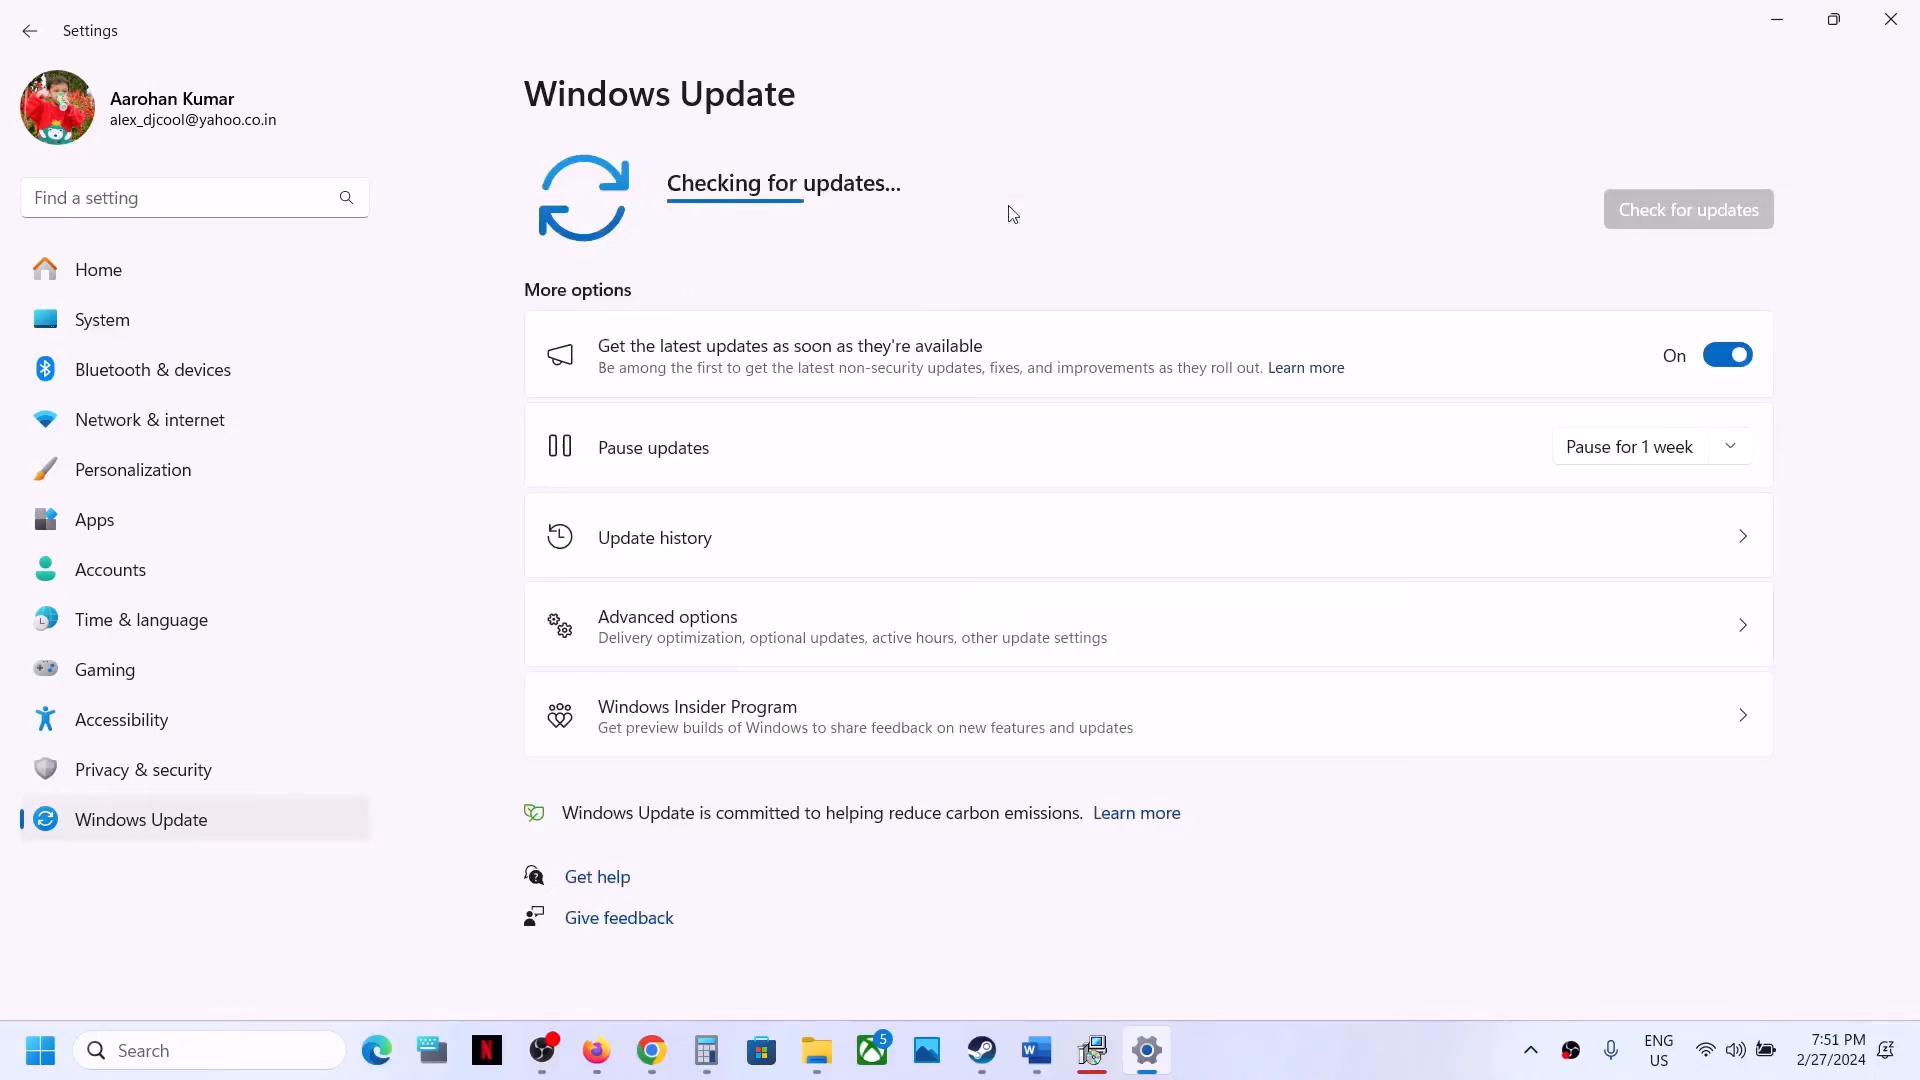 Settings
Aarohan Kumar
alex_djcool@yahoo.co.in
Find a setting
Home
System
Bluetooth & devices
Network & internet
Personalization
Apps
Accounts
Time & language
Gaming
Accessibility
Privacy & security
Windows Update
Windows Update
Checking for updates...
Check for updates
More options
Get the latest updates as soon as they're available
Be among the first to get the latest non-security updates, fixes, and improvements as they roll out. Learn more
On
Pause updates
Pause for 1 week
Update history
Advanced options
Delivery optimization, optional updates, active hours, other update settings
Windows Insider Program
Get preview builds of Windows to share feedback on new features and updates
Windows Update is committed to helping reduce carbon emissions. Learn more
Get help
Give feedback
Search
N
5
W
ENG
US
7:51 PM
2/27/2024